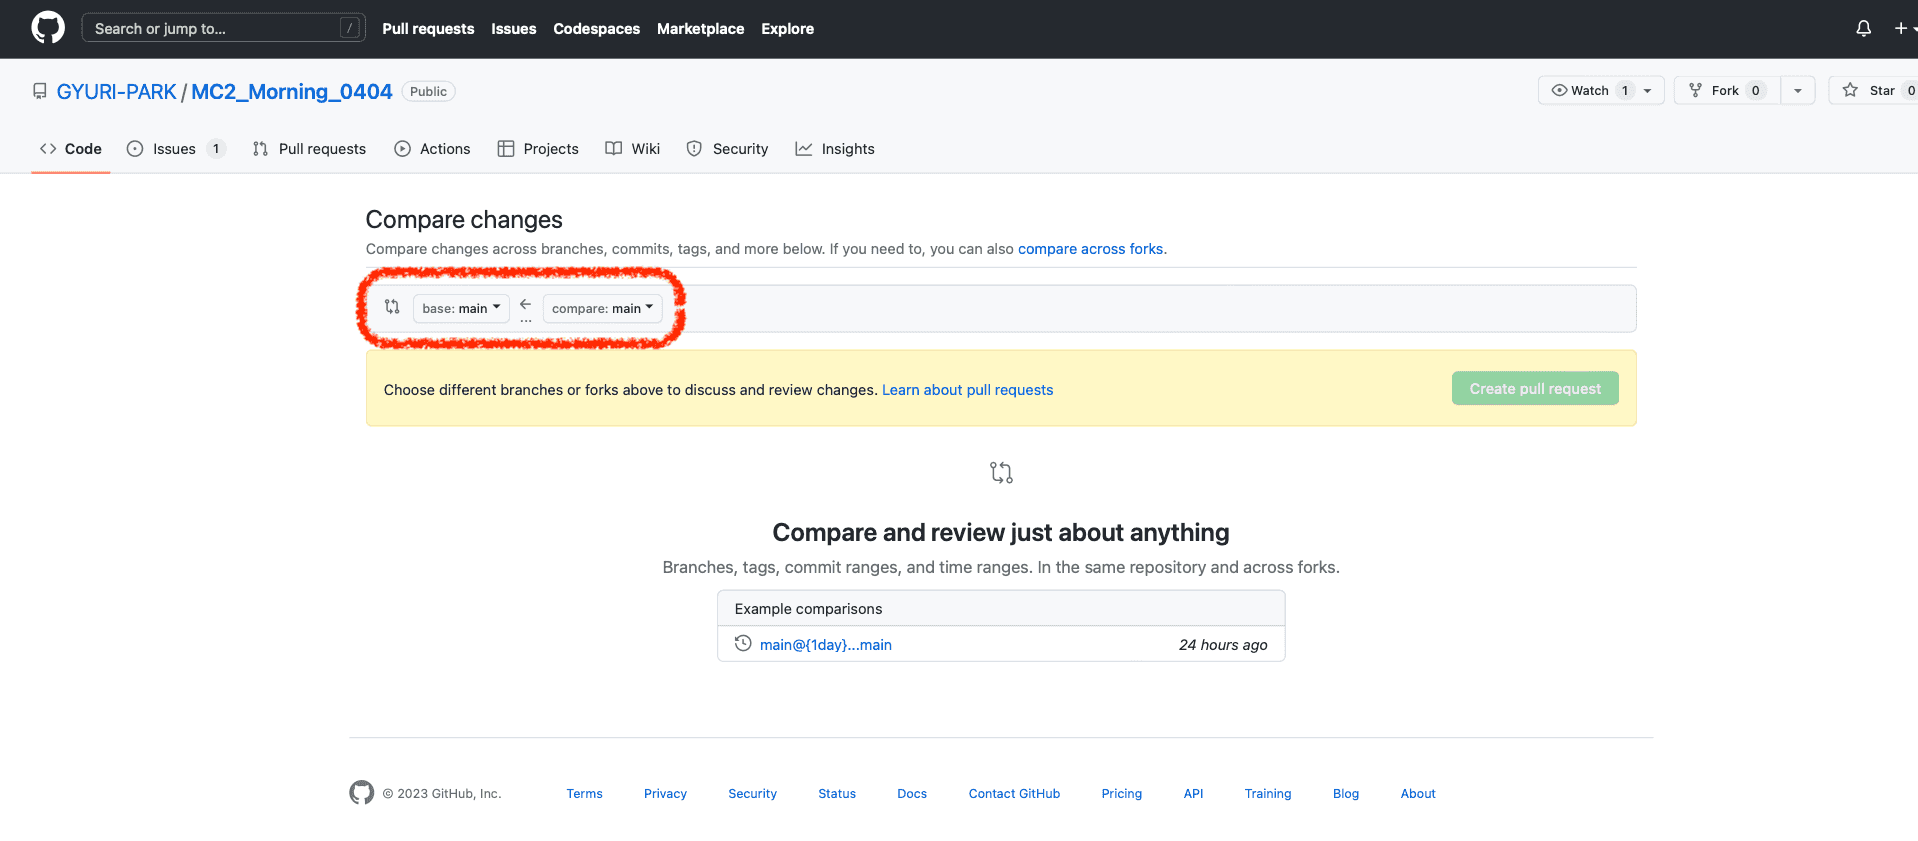 Search or jump to... / Pull requests Issues Codespaces Marketplace Explore
GYURI-PARK / MC2_Morning_0404 Public Watch 1 Fork 0 Star 0
Code Issues 1 Pull requests Actions Projects Wiki Security Insights
Compare changes
Compare changes across branches, commits, tags, and more below. If you need to, you can also compare across forks.
base: main ← ... compare: main
Choose different branches or forks above to discuss and review changes. Learn about pull requests Create pull request
Compare and review just about anything
Branches, tags, commit ranges, and time ranges. In the same repository and across forks.
Example comparisons
main@{1day}...main 24 hours ago
© 2023 GitHub, Inc. Terms Privacy Security Status Docs Contact GitHub Pricing API Training Blog About